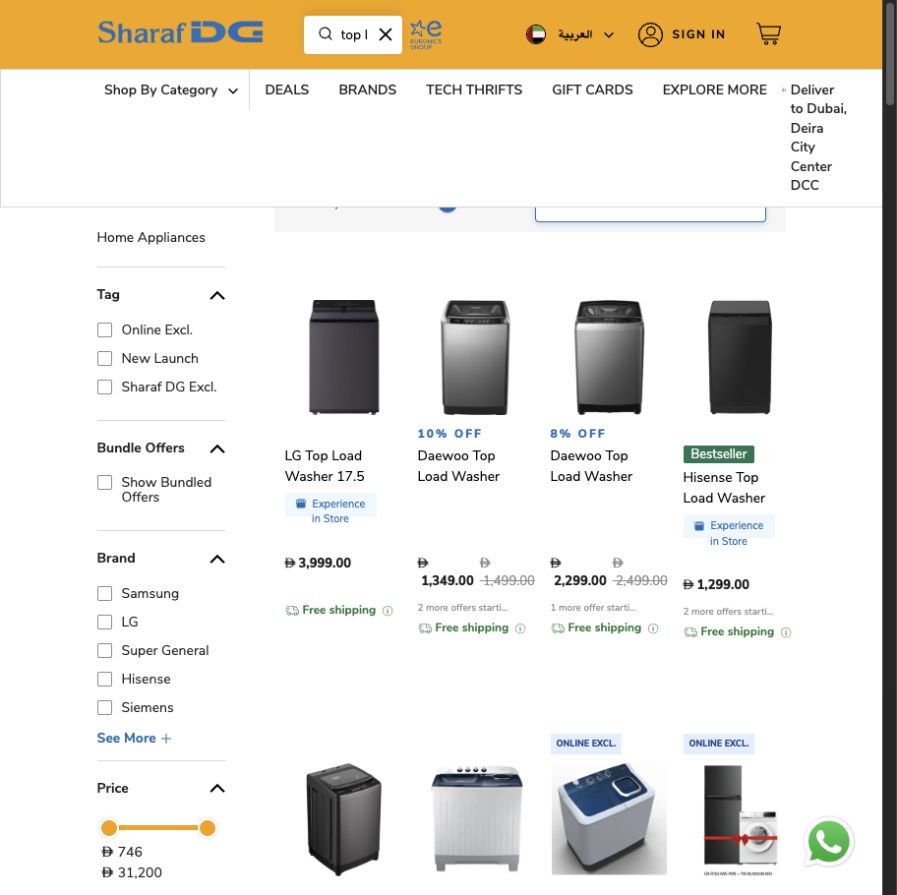 Sharaf DG
top l
EURONICS
GROUP
العربية
SIGN IN
Shop By Category
DEALS
BRANDS
TECH THRIFTS
GIFT CARDS
EXPLORE MORE
Deliver
to Dubai,
Deira
City
Center
DCC
Home Appliances
Tag
Online Excl.
New Launch
Sharaf DG Excl.
Bundle Offers
Show Bundled
Offers
Brand
Samsung
LG
Super General
Hisense
Siemens
See More +
Price
746
31,200
LG Top Load
Washer 17.5
Experience
in Store
3,999.00
Free shipping
10% OFF
Daewoo Top
Load Washer
1,349.00 1,499.00
2 more offers starti...
Free shipping
8% OFF
Daewoo Top
Load Washer
2,299.00 2,499.00
1 more offer starti...
Free shipping
Bestseller
Hisense Top
Load Washer
Experience
in Store
1,299.00
2 more offers starti...
Free shipping
ONLINE EXCL.
ONLINE EXCL.